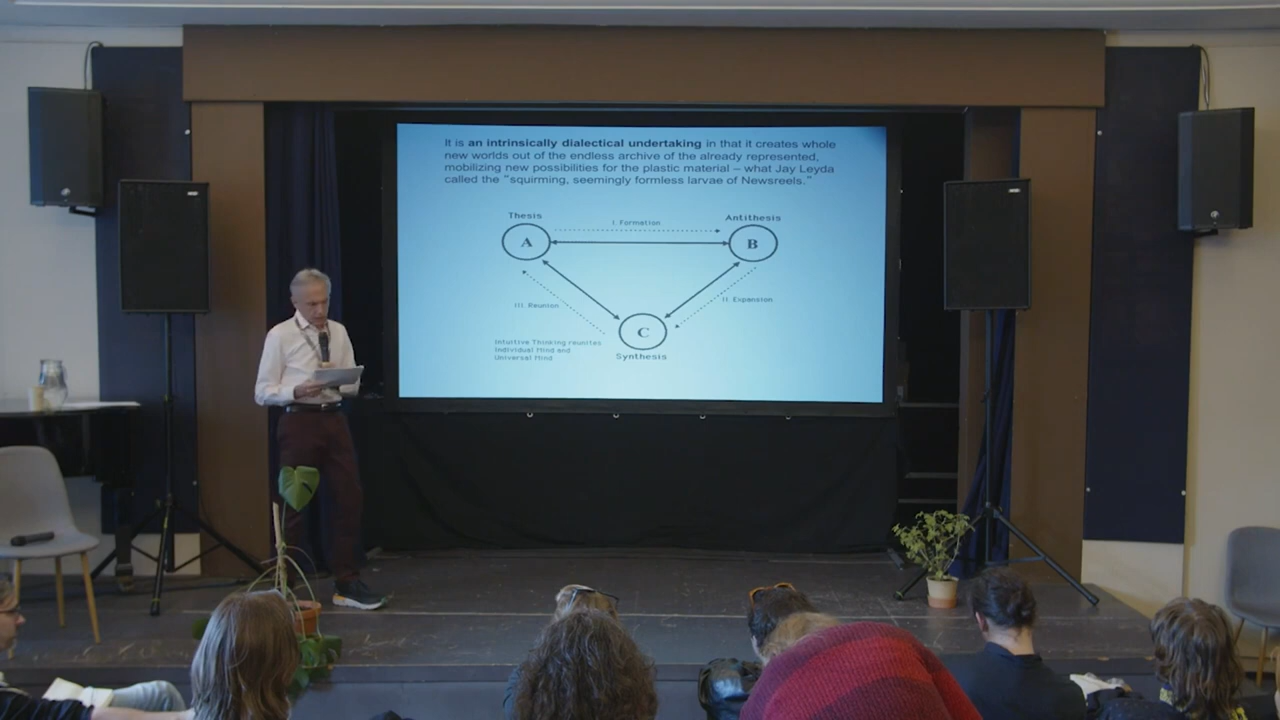 It is an intrinsically dialectical undertaking in that it creates whole
new worlds out of the endless archive of the already represented,
mobilizing new possibilities for the plastic material – what Jay Leyda
called the "squirming, seemingly formless larvae of Newsreels."
Thesis
I. Formation
Antithesis
A
B
III. Reunion
II. Expansion
C
Intuitive Thinking reunites
Individual Mind and
Universal Mind
Synthesis